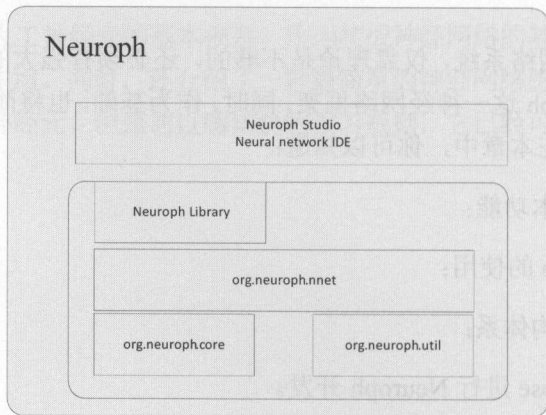 Neuroph
Neuroph Studio
Neural network IDE
Neuroph Library
org.neuroph.nnet
org.neuroph.core
org.neuroph.util